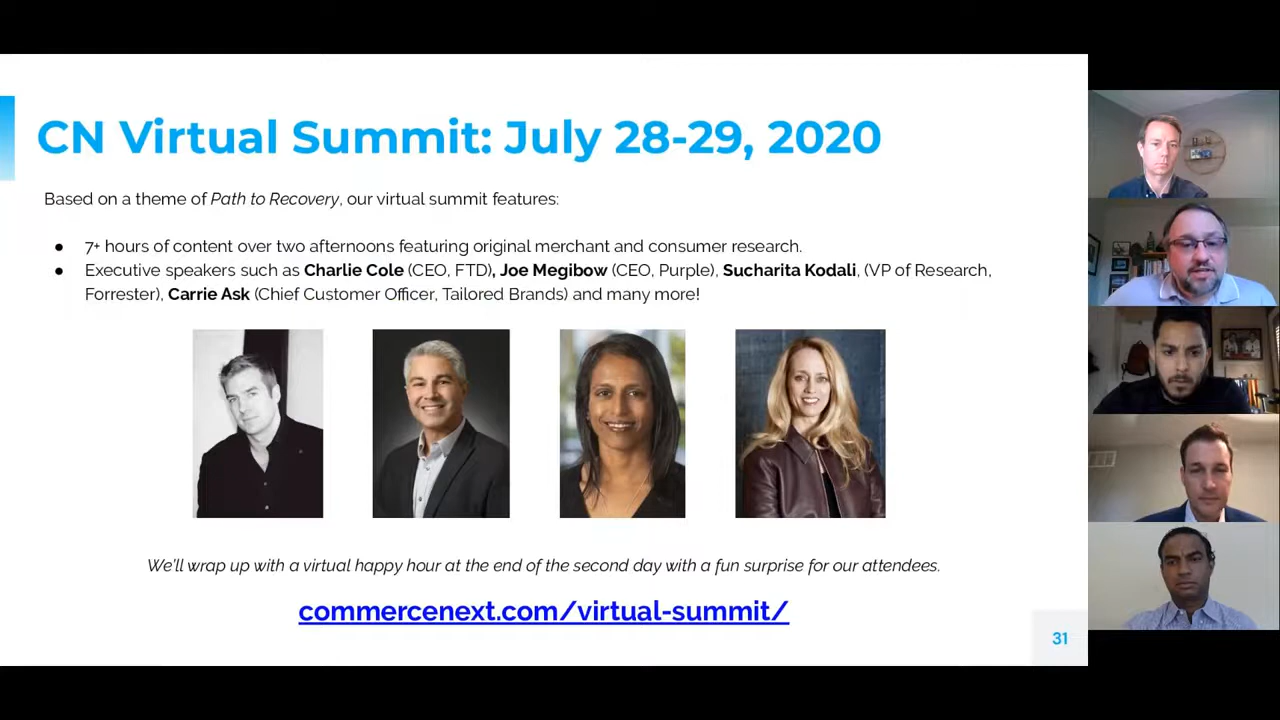 CN Virtual Summit: July 28-29, 2020
Based on a theme of Path to Recovery, our virtual summit features:
● 7+ hours of content over two afternoons featuring original merchant and consumer research.
● Executive speakers such as Charlie Cole (CEO, FTD), Joe Megibow (CEO, Purple), Sucharita Kodali, (VP of Research,
Forrester), Carrie Ask (Chief Customer Officer, Tailored Brands) and many more!
We'll wrap up with a virtual happy hour at the end of the second day with a fun surprise for our attendees.
commercenext.com/virtual-summit/
31